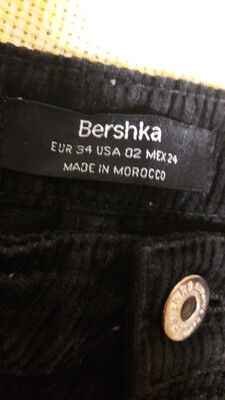 Bershka
EUR 34 USA 02 MEX 24
MADE IN MOROCCO